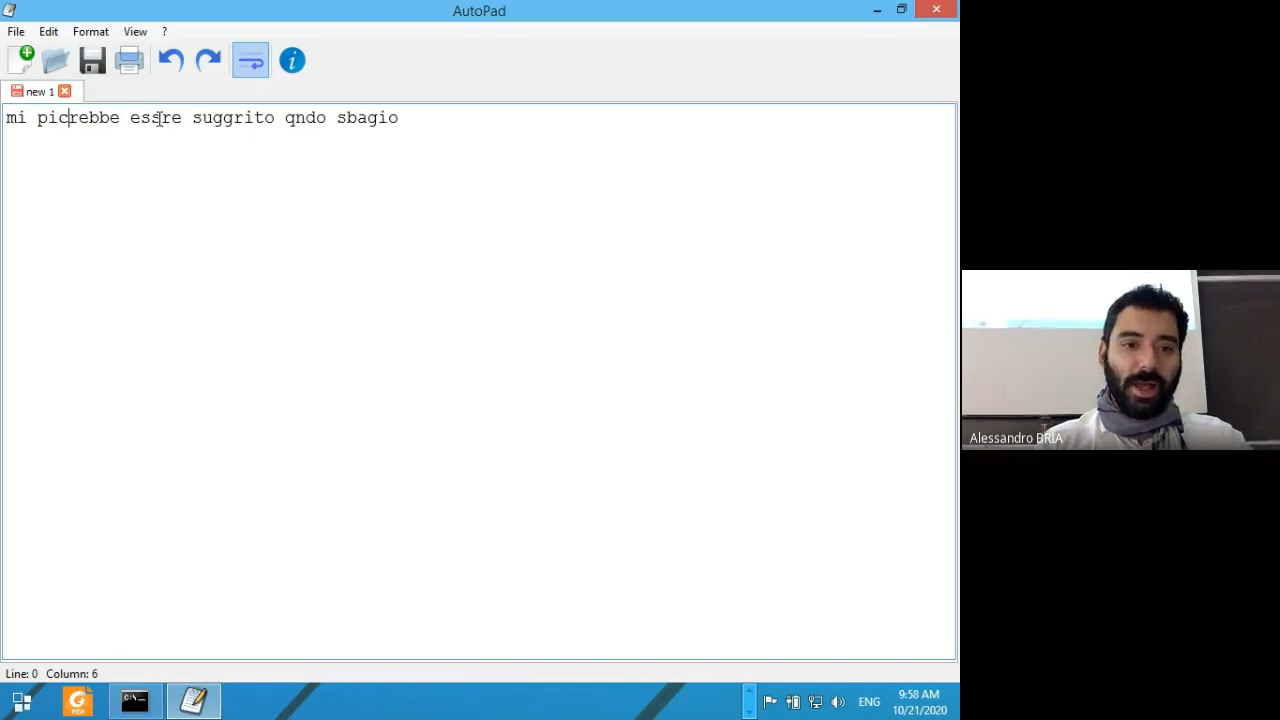 AutoPad
File Edit Format View ?
new 1
mi picrebbe essre suggrito qndo sbagio
Alessandro BRIA
Line: 0 Column: 6
ENG
9:58 AM
10/21/2020